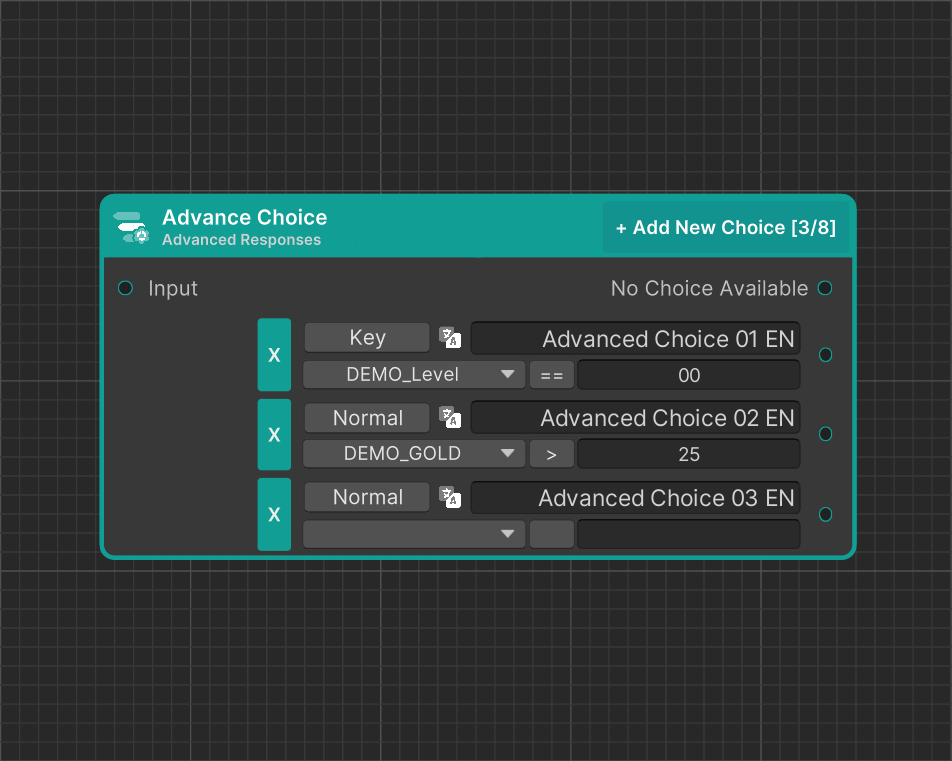 Advance Choice
Advanced Responses
+ Add New Choice [3/8]
Input
No Choice Available
X
Key
Advanced Choice 01 EN
DEMO_Level
==
00
X
Normal
Advanced Choice 02 EN
DEMO_GOLD
>
25
X
Normal
Advanced Choice 03 EN